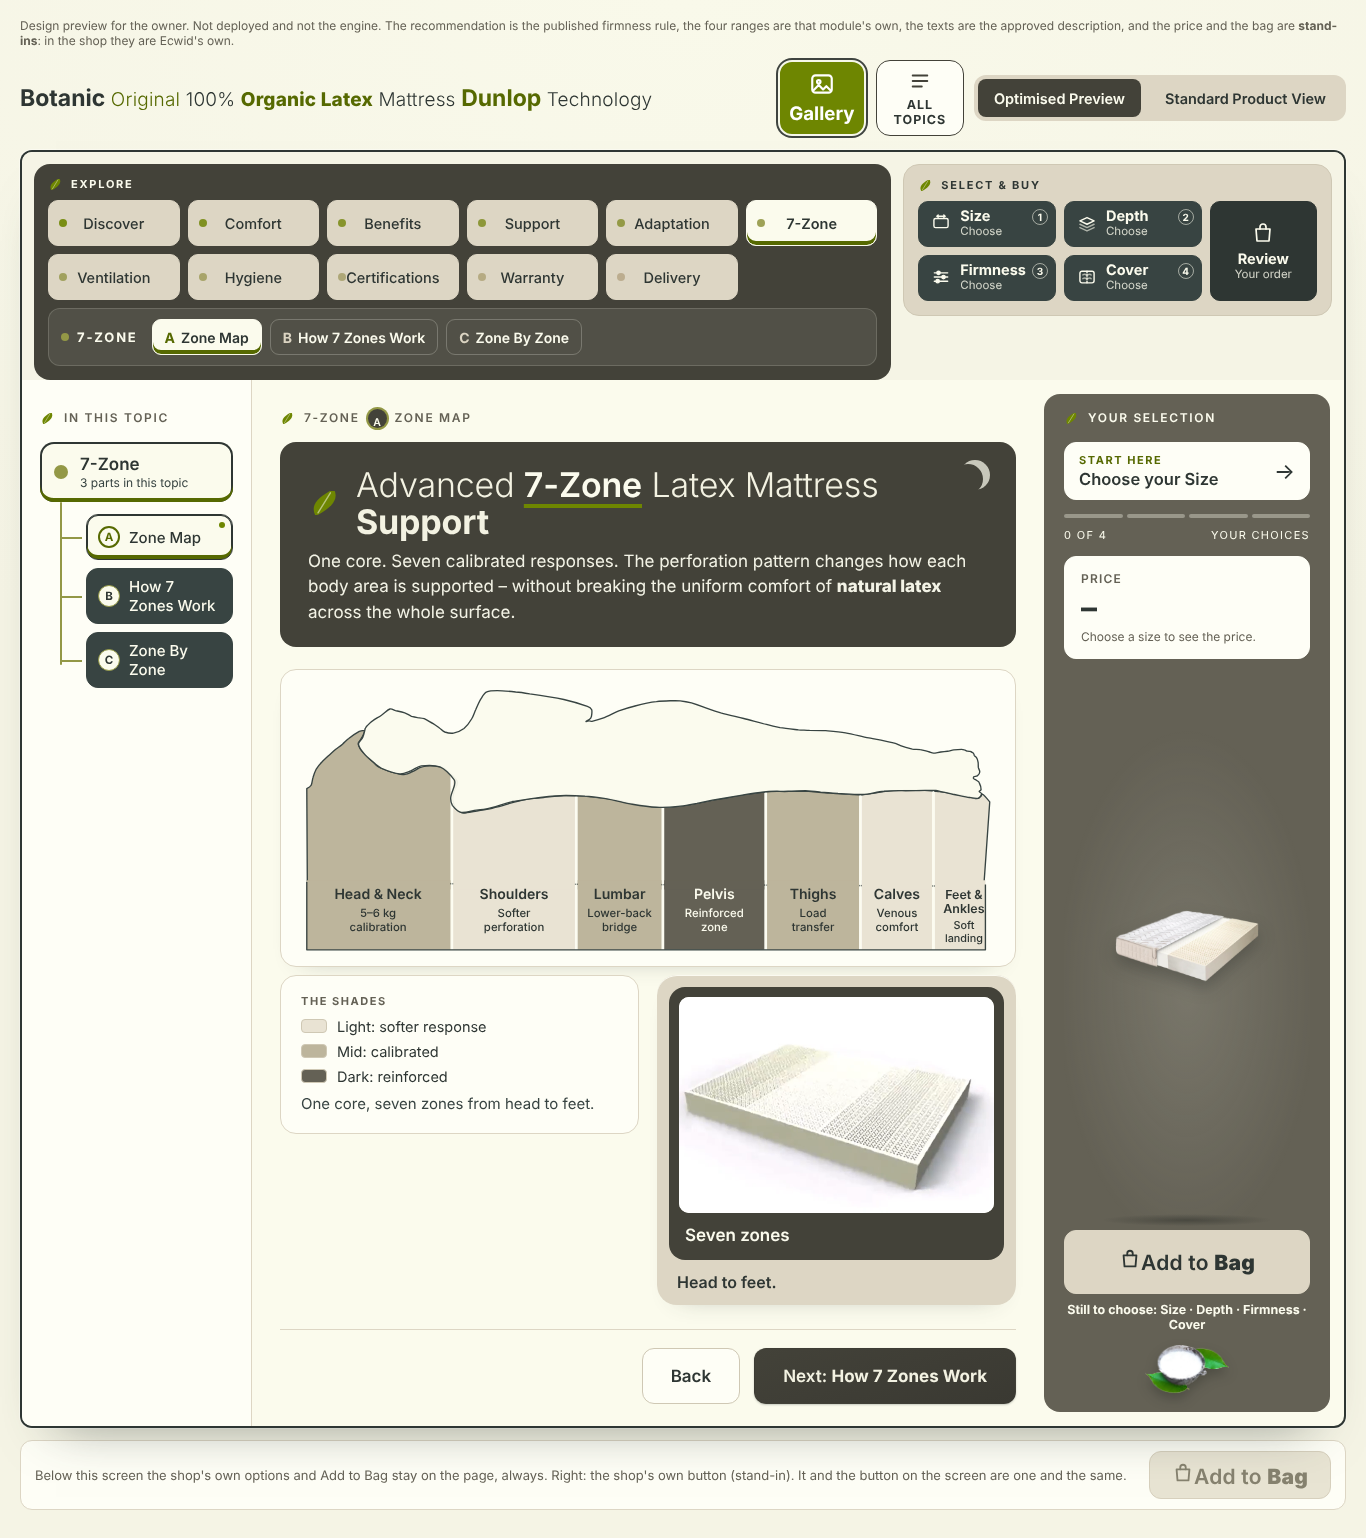 Design preview for the owner. Not deployed and not the engine. The recommendation is the published firmness rule, the four ranges are that module's own, the texts are the approved description, and the price and the bag are stand-
ins: in the shop they are Ecwid's own.
Botanic Original 100% Organic Latex Mattress Dunlop Technology
Gallery
ALL
TOPICS
Optimised Preview
Standard Product View
EXPLORE
Discover
Comfort
Benefits
Support
Adaptation
7-Zone
Ventilation
Hygiene
Certifications
Warranty
Delivery
7-ZONE
A Zone Map
B How 7 Zones Work
C Zone By Zone
SELECT & BUY
Size 1
Choose
Depth 2
Choose
Firmness 3
Choose
Cover 4
Choose
Review
Your order
IN THIS TOPIC
7-Zone
3 parts in this topic
A Zone Map
B How 7
Zones Work
C Zone By
Zone
7-ZONE A ZONE MAP
Advanced 7-Zone Latex Mattress
Support
One core. Seven calibrated responses. The perforation pattern changes how each
body area is supported – without breaking the uniform comfort of natural latex
across the whole surface.
Head & Neck
5–6 kg
calibration
Shoulders
Softer
perforation
Lumbar
Lower-back
bridge
Pelvis
Reinforced
zone
Thighs
Load
transfer
Calves
Venous
comfort
Feet &
Ankles
Soft
landing
THE SHADES
Light: softer response
Mid: calibrated
Dark: reinforced
One core, seven zones from head to feet.
Seven zones
Head to feet.
Back
Next: How 7 Zones Work
YOUR SELECTION
START HERE
Choose your Size
0 OF 4
YOUR CHOICES
PRICE
–
Choose a size to see the price.
Add to Bag
Still to choose: Size · Depth · Firmness ·
Cover
Below this screen the shop's own options and Add to Bag stay on the page, always. Right: the shop's own button (stand-in). It and the button on the screen are one and the same.
Add to Bag